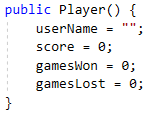 public Player() {
    userName = "";
    score = 0;
    gamesWon = 0;
    gamesLost = 0;
}